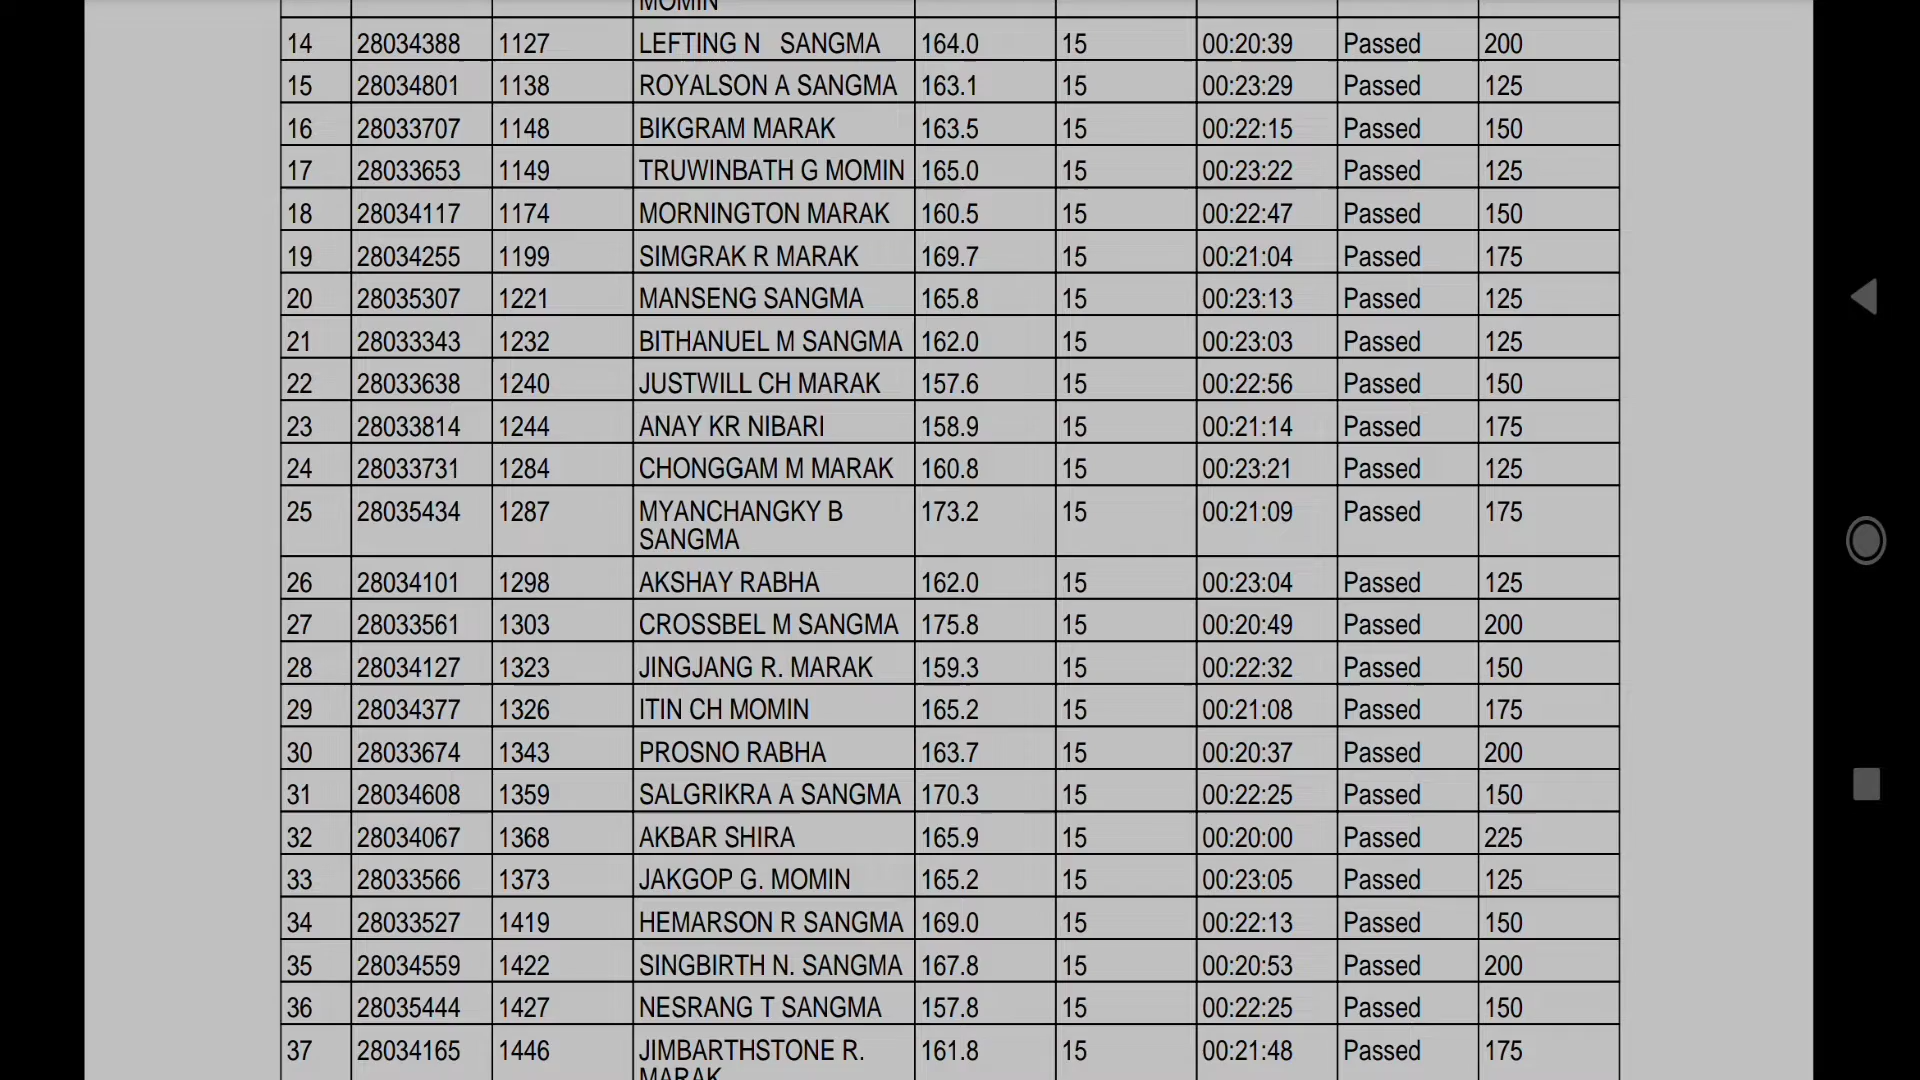 MOMIN
14 28034388 1127 LEFTING N SANGMA 164.0 15 00:20:39 Passed 200
15 28034801 1138 ROYALSON A SANGMA 163.1 15 00:23:29 Passed 125
16 28033707 1148 BIKGRAM MARAK 163.5 15 00:22:15 Passed 150
17 28033653 1149 TRUWINBATH G MOMIN 165.0 15 00:23:22 Passed 125
18 28034117 1174 MORNINGTON MARAK 160.5 15 00:22:47 Passed 150
19 28034255 1199 SIMGRAK R MARAK 169.7 15 00:21:04 Passed 175
20 28035307 1221 MANSENG SANGMA 165.8 15 00:23:13 Passed 125
21 28033343 1232 BITHANUEL M SANGMA 162.0 15 00:23:03 Passed 125
22 28033638 1240 JUSTWILL CH MARAK 157.6 15 00:22:56 Passed 150
23 28033814 1244 ANAY KR NIBARI 158.9 15 00:21:14 Passed 175
24 28033731 1284 CHONGGAM M MARAK 160.8 15 00:23:21 Passed 125
25 28035434 1287 MYANCHANGKY B 173.2 15 00:21:09 Passed 175
SANGMA
26 28034101 1298 AKSHAY RABHA 162.0 15 00:23:04 Passed 125
27 28033561 1303 CROSSBEL M SANGMA 175.8 15 00:20:49 Passed 200
28 28034127 1323 JINGJANG R. MARAK 159.3 15 00:22:32 Passed 150
29 28034377 1326 ITIN CH MOMIN 165.2 15 00:21:08 Passed 175
30 28033674 1343 PROSNO RABHA 163.7 15 00:20:37 Passed 200
31 28034608 1359 SALGRIKRA A SANGMA 170.3 15 00:22:25 Passed 150
32 28034067 1368 AKBAR SHIRA 165.9 15 00:20:00 Passed 225
33 28033566 1373 JAKGOP G. MOMIN 165.2 15 00:23:05 Passed 125
34 28033527 1419 HEMARSON R SANGMA 169.0 15 00:22:13 Passed 150
35 28034559 1422 SINGBIRTH N. SANGMA 167.8 15 00:20:53 Passed 200
36 28035444 1427 NESRANG T SANGMA 157.8 15 00:22:25 Passed 150
37 28034165 1446 JIMBARTHSTONE R. 161.8 15 00:21:48 Passed 175
MARAK